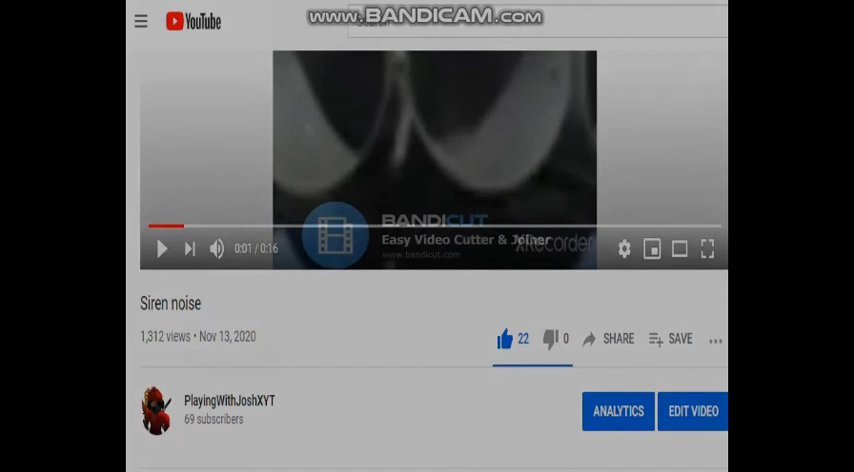 www.BANDICAM.com
YouTube
Search
BANDICUT
Easy Video Cutter & Joiner
XRecorder
www.bandicut.com
0:01 / 0:16
Siren noise
1,312 views • Nov 13, 2020
22 0 SHARE SAVE ...
PlayingWithJoshXYT
69 subscribers
ANALYTICS EDIT VIDEO